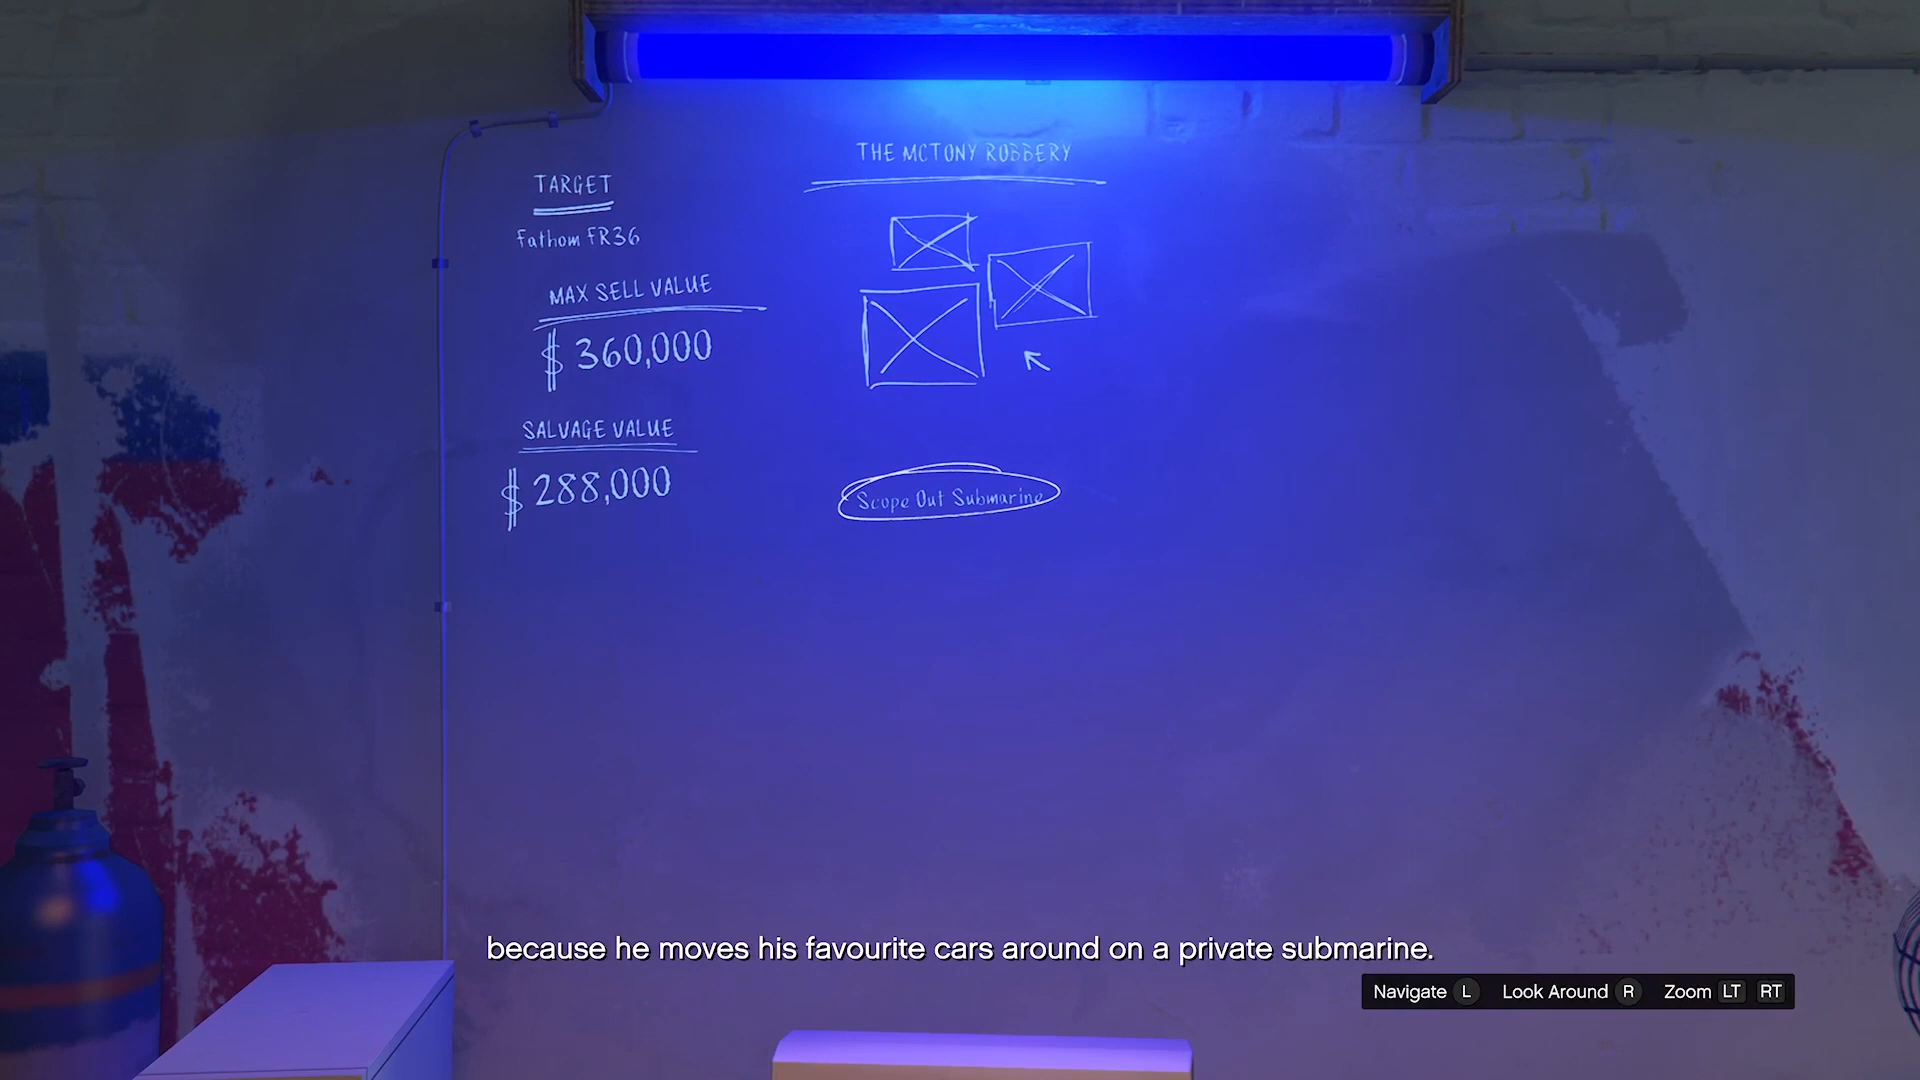 TARGET
Fathom FR36
MAX SELL VALUE
$ 360,000
SALVAGE VALUE
$ 288,000
THE MCTONY ROBBERY
Scope Out Submarine
because he moves his favourite cars around on a private submarine.
Navigate L Look Around R Zoom LT RT